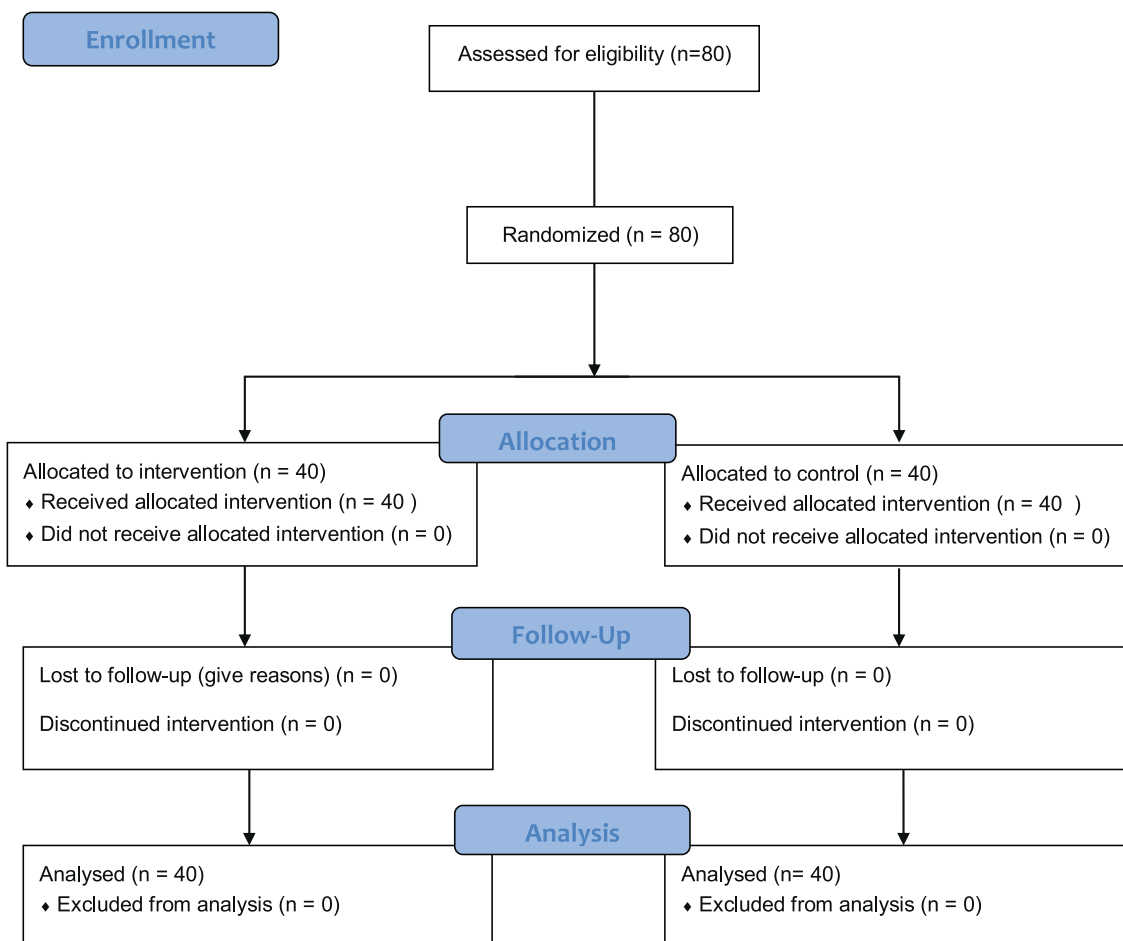 Enrollment
Assessed for eligibility (n=80)
Randomized (n = 80)
Allocation
Allocated to intervention (n = 40)
♦ Received allocated intervention (n = 40 )
♦ Did not receive allocated intervention (n = 0)
Allocated to control (n = 40)
♦ Received allocated intervention (n = 40 )
♦ Did not receive allocated intervention (n = 0)
Follow-Up
Lost to follow-up (give reasons) (n = 0)
Discontinued intervention (n = 0)
Lost to follow-up (n = 0)
Discontinued intervention (n = 0)
Analysis
Analysed (n = 40)
♦ Excluded from analysis (n = 0)
Analysed (n= 40)
♦ Excluded from analysis (n = 0)